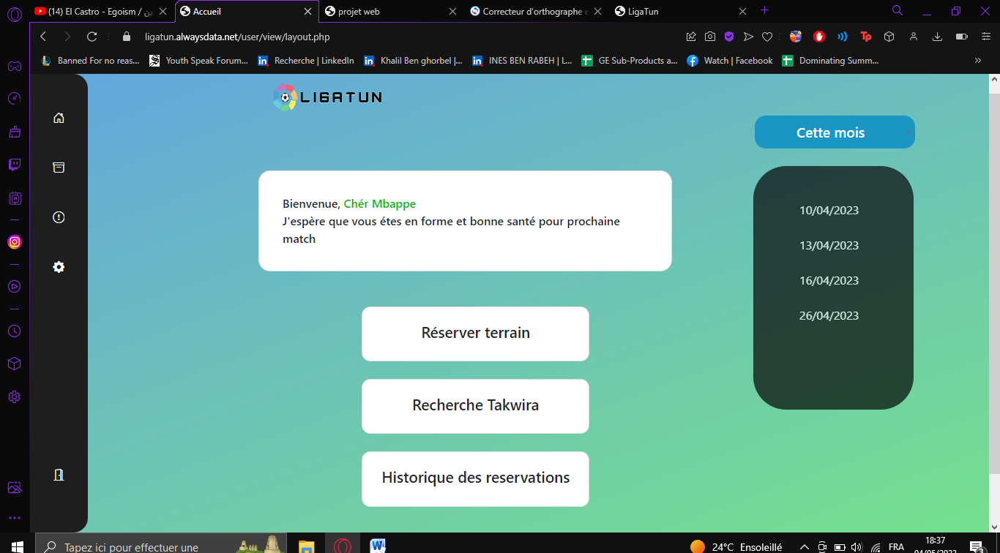 (14) El Castro - Egoism /
Accueil
projet web
Correcteur d'orthographe e
LigaTun
ligatun.alwaysdata.net/user/view/layout.php
Banned For no reas...
Youth Speak Forum...
Recherche | LinkedIn
Khalil Ben ghorbel |...
INES BEN RABEH | L...
GE Sub-Products a...
Watch | Facebook
Dominating Summ...
LIGATUN
Cette mois
Bienvenue, Chér Mbappe
J'espère que vous étes en forme et bonne santé pour prochaine
match
10/04/2023
13/04/2023
16/04/2023
26/04/2023
Réserver terrain
Recherche Takwira
Historique des reservations
Tapez ici pour effectuer une
24°C Ensoleillé
FRA
18:37
04/05/2023